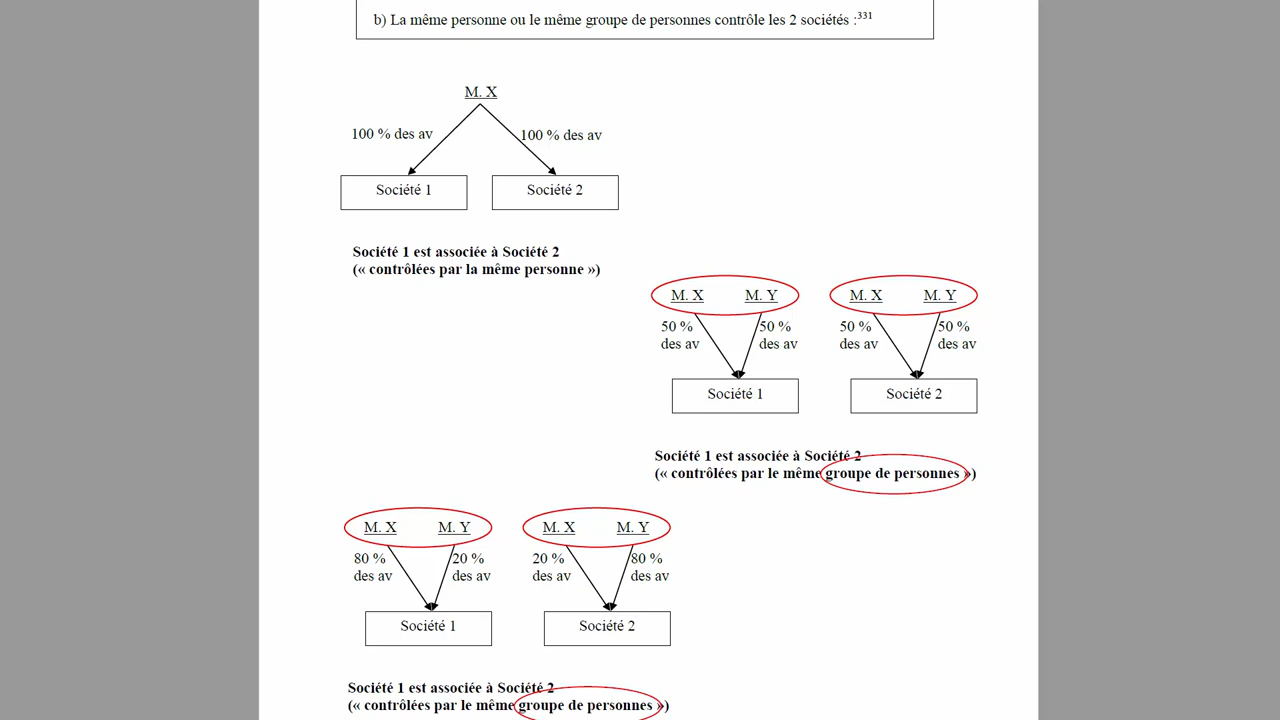 b) La même personne ou le même groupe de personnes contrôle les 2 sociétés :331
M. X
100 % des av 100 % des av
Société 1 Société 2
Société 1 est associée à Société 2
(« contrôlées par la même personne »)
M. X M. Y M. X M. Y
50 % 50 % 50 % 50 %
des av des av des av des av
Société 1 Société 2
Société 1 est associée à Société 2
(« contrôlées par le même groupe de personnes »)
M. X M. Y M. X M. Y
80 % 20 % 20 % 80 %
des av des av des av des av
Société 1 Société 2
Société 1 est associée à Société 2
(« contrôlées par le même groupe de personnes »)